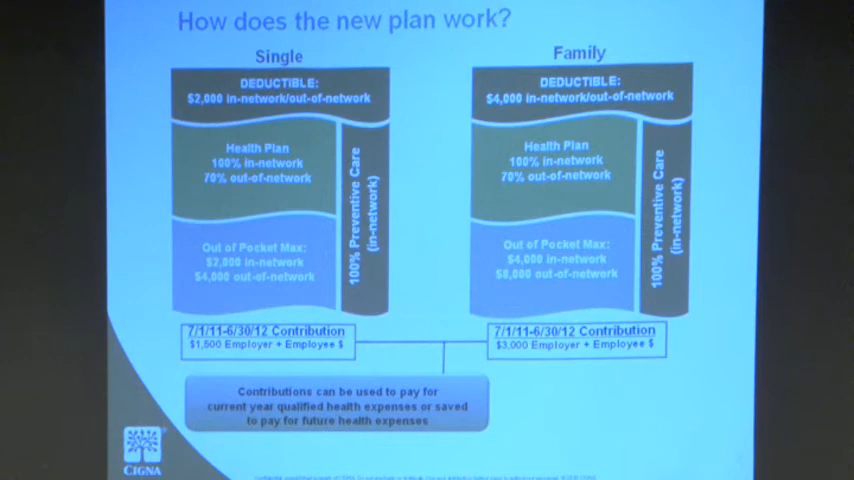 How does the new plan work?
Single
DEDUCTIBLE:
$2,000 in-network/out-of-network
Health Plan
100% in-network
70% out-of-network
100% Preventive Care
(in-network)
Out of Pocket Max:
$2,000 in-network
$4,000 out-of-network
7/1/11-6/30/12 Contribution
$1,500 Employer + Employee $
Family
DEDUCTIBLE:
$4,000 in-network/out-of-network
Health Plan
100% in-network
70% out-of-network
100% Preventive Care
(in-network)
Out of Pocket Max:
$4,000 in-network
$8,000 out-of-network
7/1/11-6/30/12 Contribution
$3,000 Employer + Employee $
Contributions can be used to pay for
current year qualified health expenses or saved
to pay for future health expenses
CIGNA